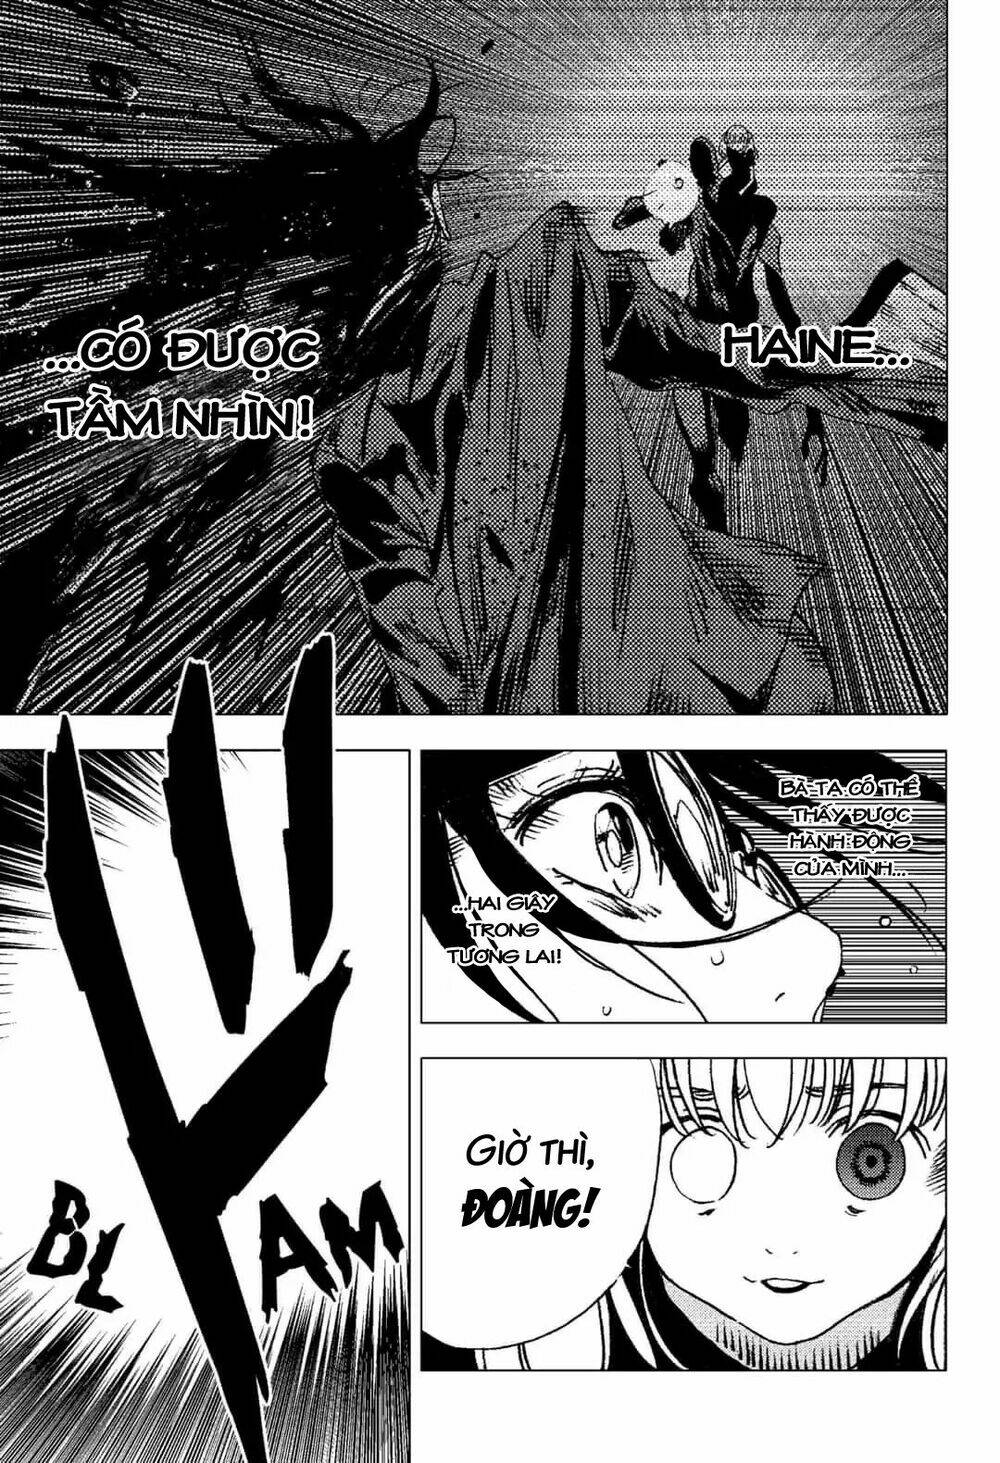 HAINE...
...CÓ ĐƯỢC
TẦM NHÌN!
BÀ TA CÓ THỂ
THẤY ĐƯỢC
HÀNH ĐỘNG
CỦA MÌNH...
...HAI GIÂY
TRONG
TƯƠNG LAI!
GIỜ THÌ,
ĐOÀNG!
BLAM